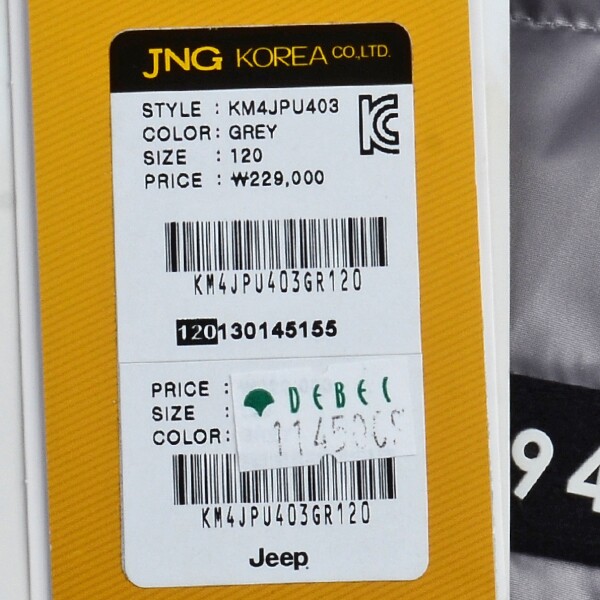 JNG KOREA CO.,LTD.
STYLE : KM4JPU403
COLOR: GREY
SIZE : 120
PRICE : ₩229,000
KM4JPU403GR120
120130145155
PRICE :
SIZE :
COLOR:
DEBEC
KM4JPU403GR120
Jeep
94